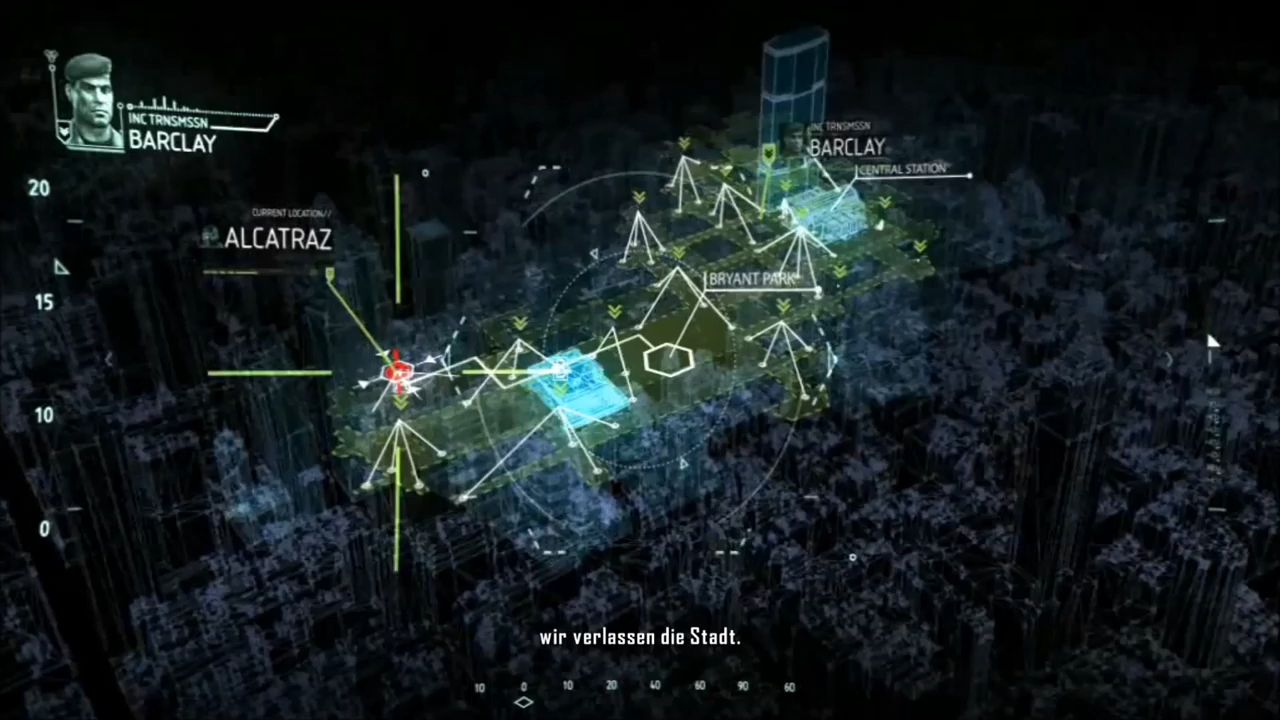 INC TRNSMSSN
BARCLAY
INC TRNSMSSN
BARCLAY
CENTRAL STATION
20
CURRENT LOCATION//
ALCATRAZ
BRYANT PARK
15
10
0
wir verlassen die Stadt.
10 0 10 20 40 60 90 60